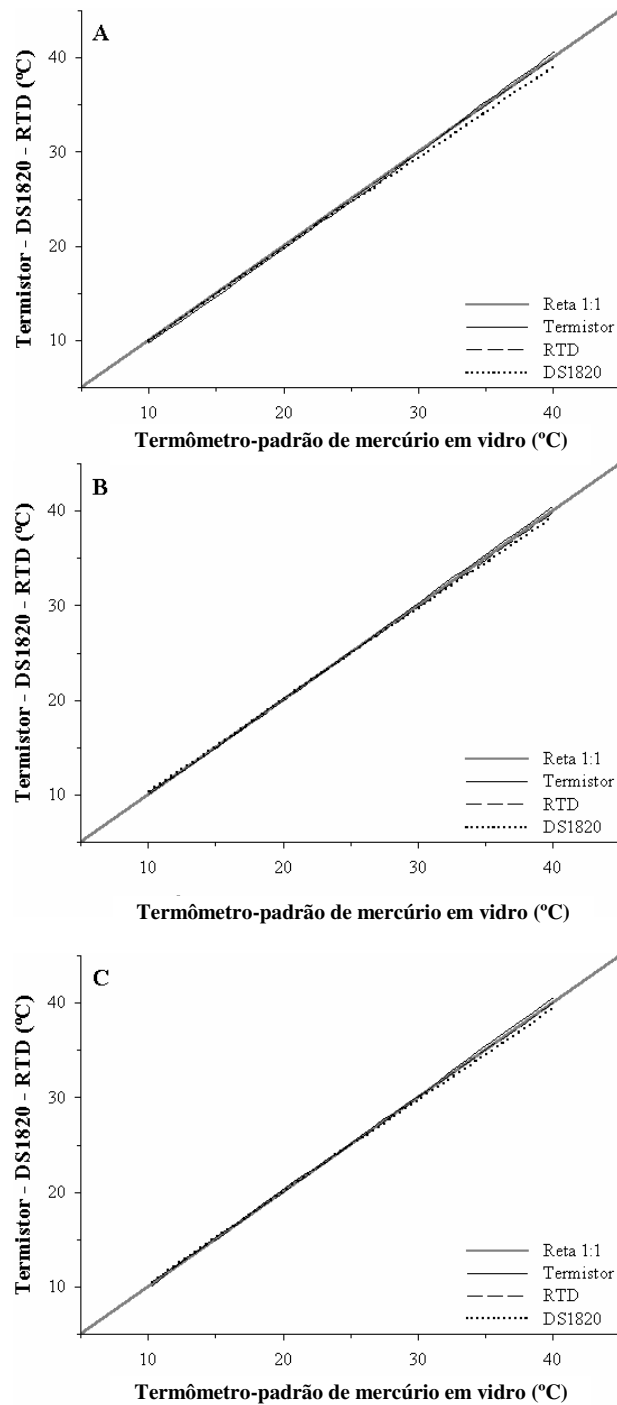 A
Termistor - DS1820 - RTD (ºC)
40
30
20
10
Reta 1:1
Termistor
RTD
DS1820
10 20 30 40
Termômetro-padrão de mercúrio em vidro (ºC)
B
Termistor - DS1820 - RTD (ºC)
40
30
20
10
Reta 1:1
Termistor
RTD
DS1820
10 20 30 40
Termômetro-padrão de mercúrio em vidro (ºC)
C
Termistor - DS1820 - RTD (ºC)
40
30
20
10
Reta 1:1
Termistor
RTD
DS1820
10 20 30 40
Termômetro-padrão de mercúrio em vidro (ºC)